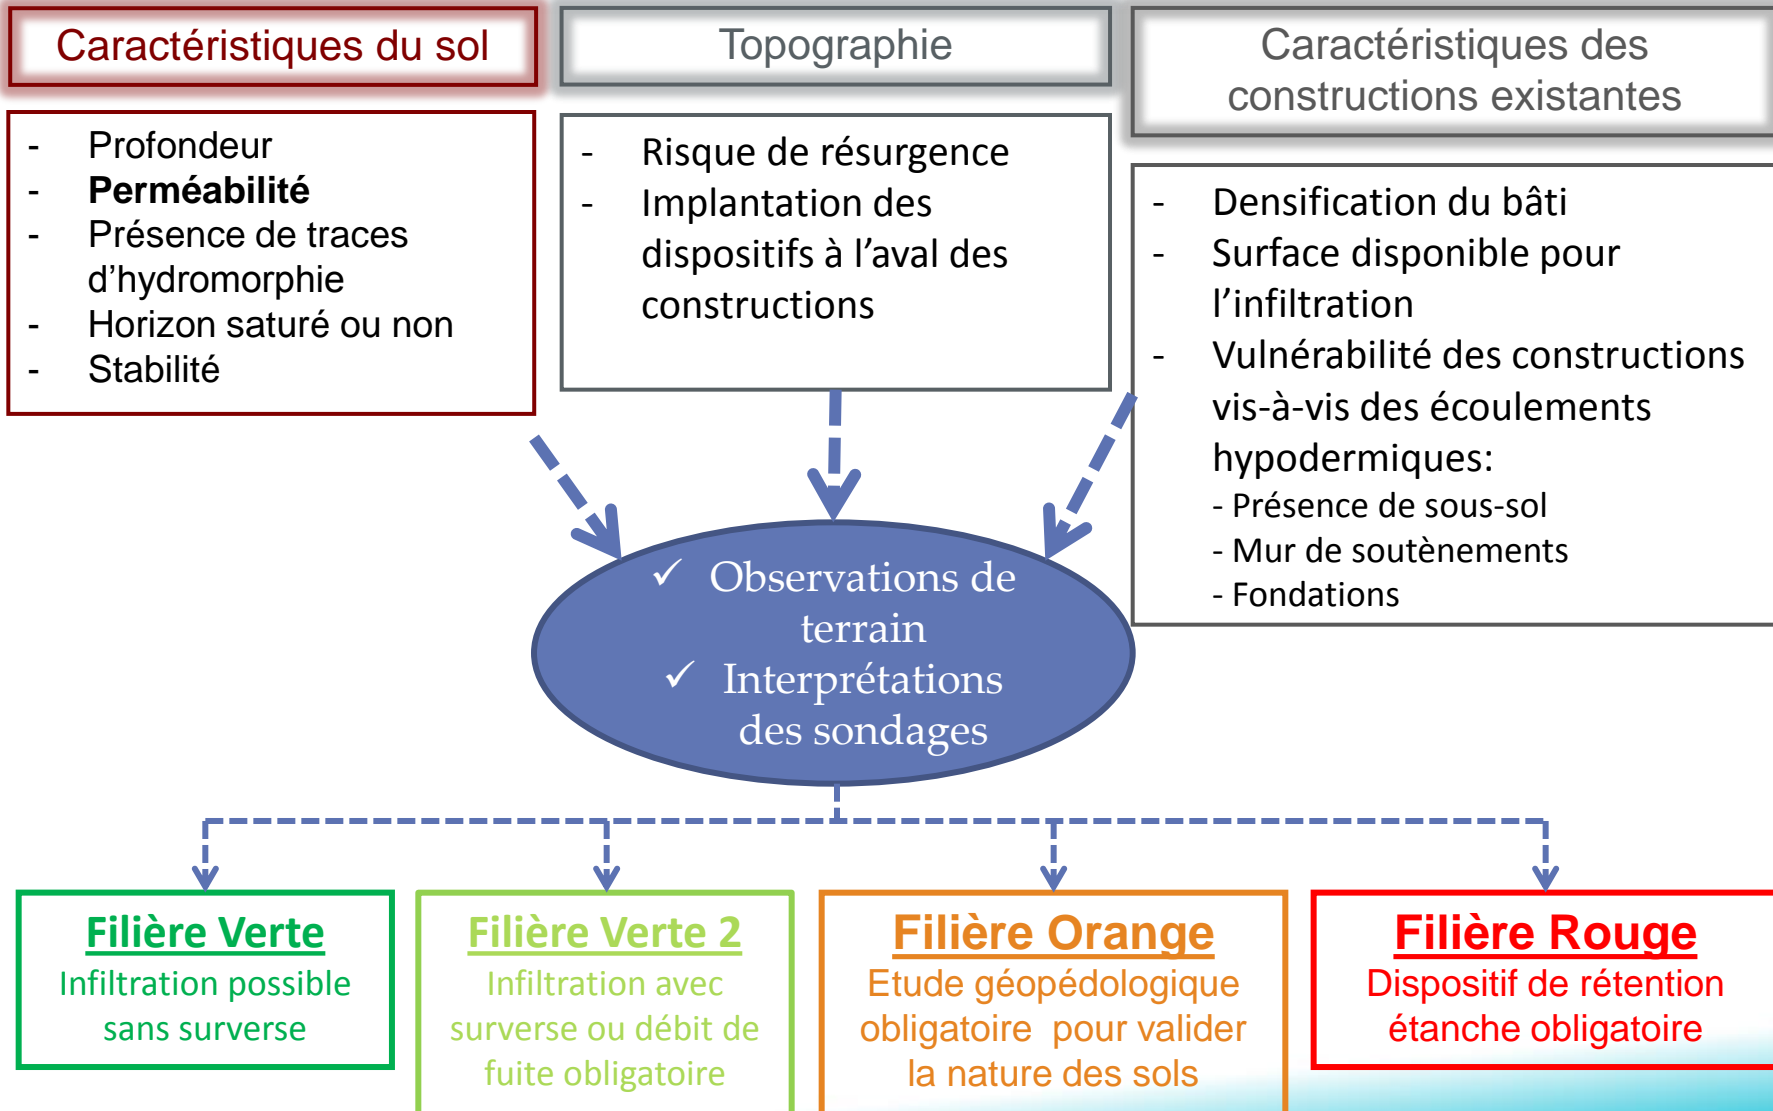 Caractéristiques du sol
- Profondeur
- Perméabilité
- Présence de traces
d'hydromorphie
- Horizon saturé ou non
- Stabilité
Topographie
- Risque de résurgence
- Implantation des
dispositifs à l'aval des
constructions
Caractéristiques des
constructions existantes
- Densification du bâti
- Surface disponible pour
l'infiltration
- Vulnérabilité des constructions
vis-à-vis des écoulements
hypodermiques:
- Présence de sous-sol
- Mur de soutènements
- Fondations
✓ Observations de
terrain
✓ Interprétations
des sondages
Filière Verte
Infiltration possible
sans surverse
Filière Verte 2
Infiltration avec
surverse ou débit de
fuite obligatoire
Filière Orange
Etude géopédologique
obligatoire pour valider
la nature des sols
Filière Rouge
Dispositif de rétention
étanche obligatoire